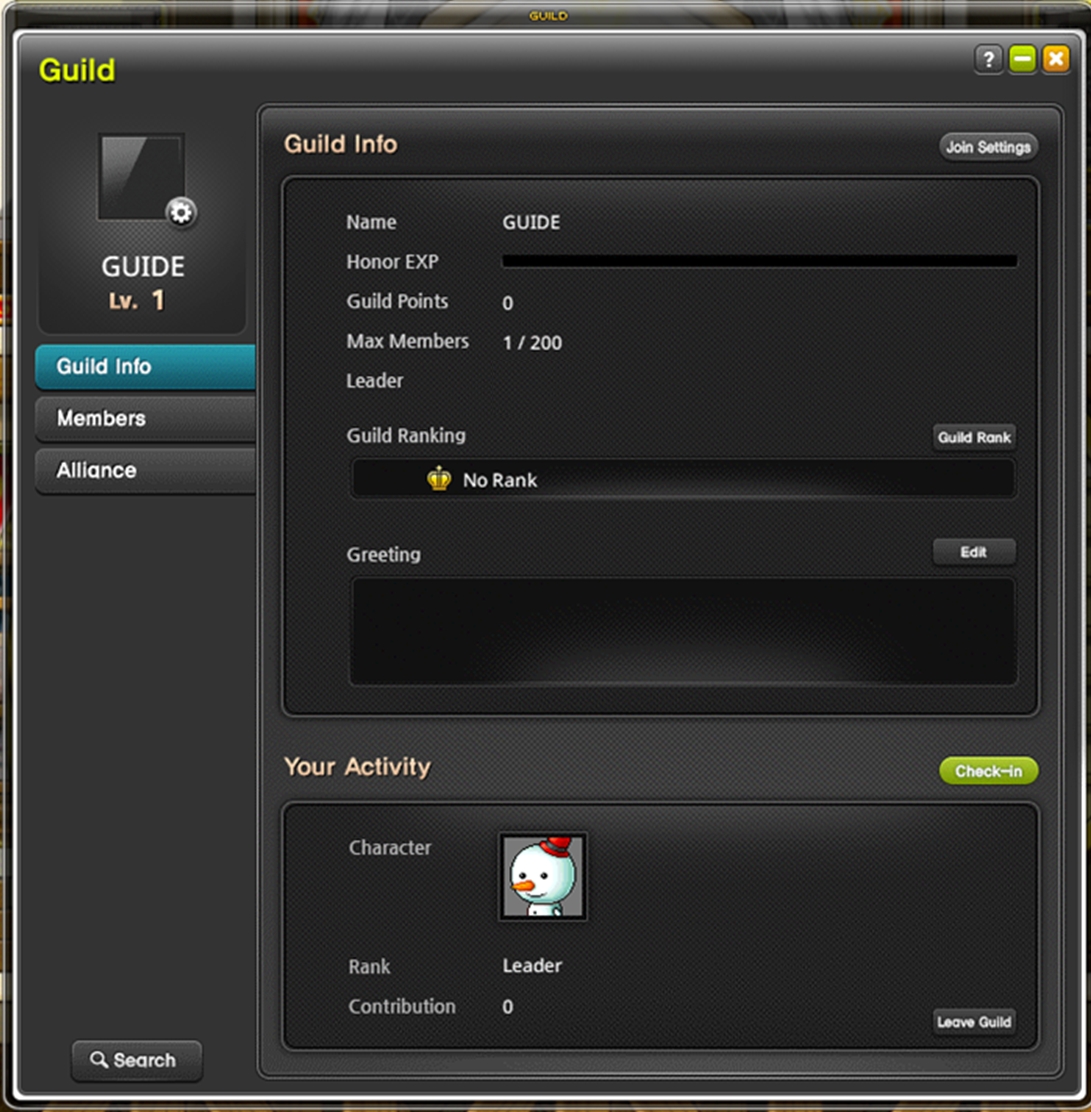 GUILD
Guild
?
GUIDE
Lv. 1
Guild Info
Members
Alliance
Search
Guild Info
Join Settings
Name GUIDE
Honor EXP
Guild Points 0
Max Members 1 / 200
Leader
Guild Ranking
Guild Rank
No Rank
Greeting
Edit
Your Activity
Check-in
Character
Rank Leader
Contribution 0
Leave Guild